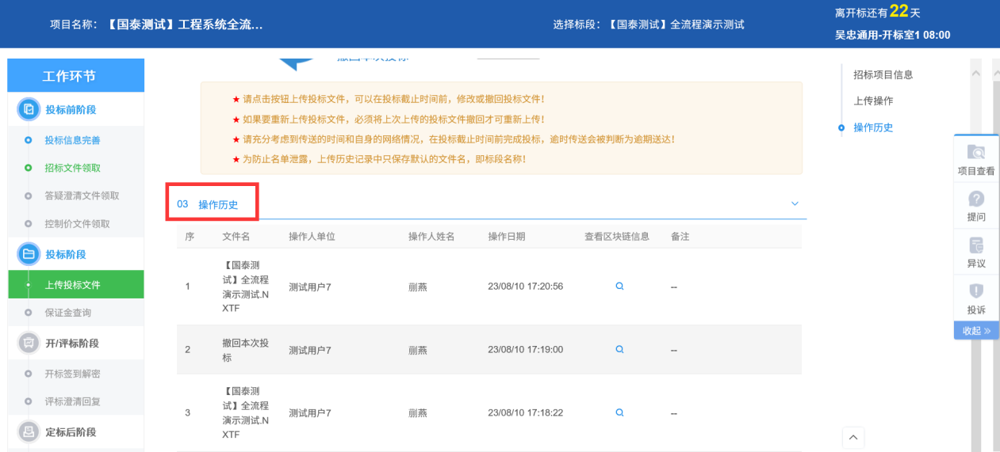 项目名称：【国泰测试】工程系统全流...
选择标段：【国泰测试】全流程演示测试
离开标还有22天
吴忠通用-开标室1 08:00
工作环节
投标前阶段
投标信息完善
招标文件领取
答疑澄清文件领取
控制价文件领取
投标阶段
上传投标文件
保证金查询
开/评标阶段
开标签到解密
评标澄清回复
定标后阶段
撤回本次投标
★ 请点击按钮上传投标文件，可以在投标截止时间前，修改或撤回投标文件！
★ 如果要重新上传投标文件，必须将上次上传的投标文件撤回才可重新上传！
★ 请充分考虑到传送的时间和自身的网络情况，在投标截止时间前完成投标，逾时传送会被判断为逾期送达！
★ 为防止名单泄露，上传历史记录中只保存默认的文件名，即标段名称！
03 操作历史
序 文件名 操作人单位 操作人姓名 操作日期 查看区块链信息 备注
【国泰测
试】全流程
1 测试用户7 蒯燕 23/08/10 17:20:56 --
演示测试.N
XTF
撤回本次投
2 测试用户7 蒯燕 23/08/10 17:19:00 --
标
【国泰测
试】全流程
3 测试用户7 蒯燕 23/08/10 17:18:22 --
演示测试.N
XTF
招标项目信息
上传操作
操作历史
项目查看
提问
异议
投诉
收起 »